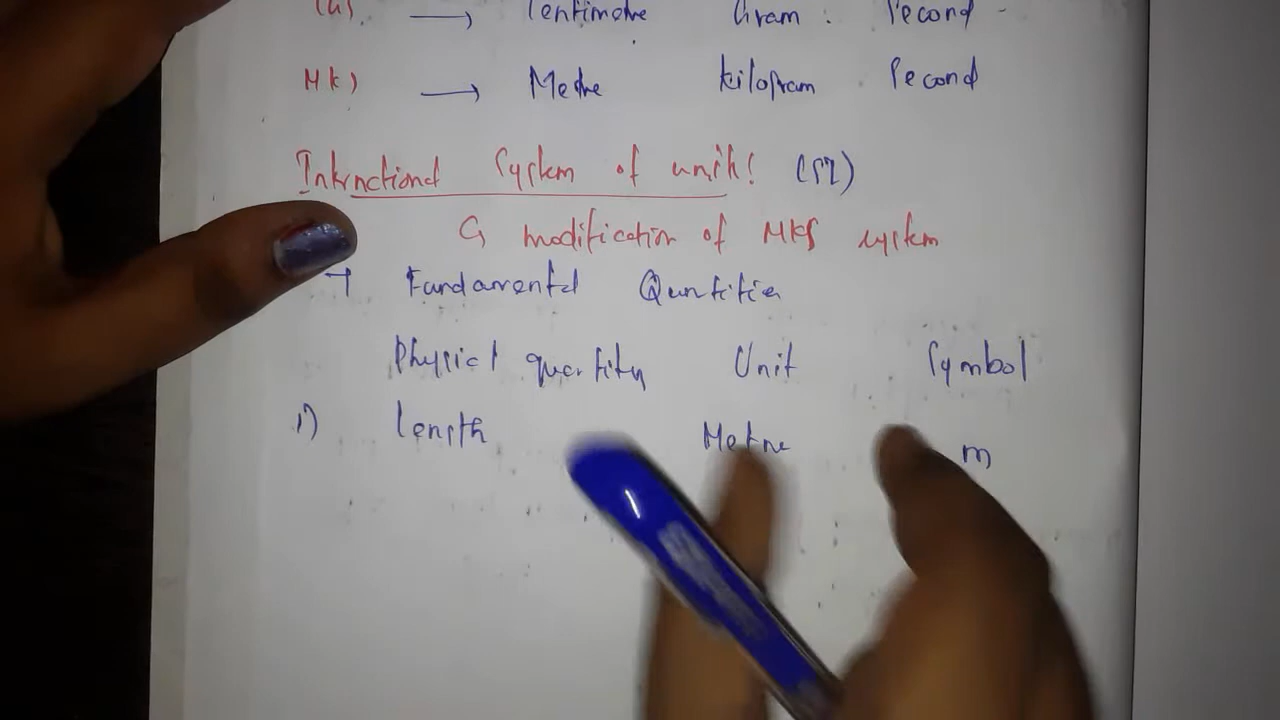 CGS → Centimetre Gram Second
MKS → Metre kilogram Second
International System of units! (SI)
G modification of MKS system
→ Fundamental Quantities
Physical quantity Unit Symbol
1) length Metre m